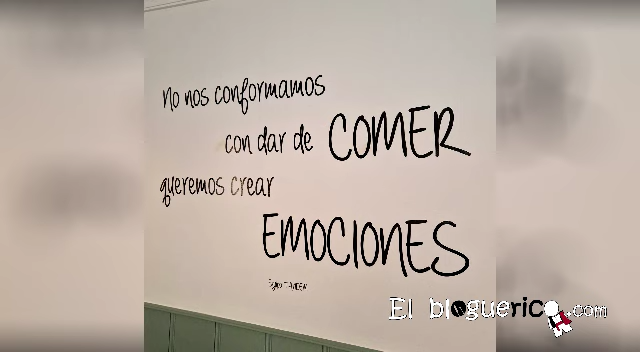 No nos conformamos
con dar de COMER
queremos crear
EMOCIONES
El bloguerico.com